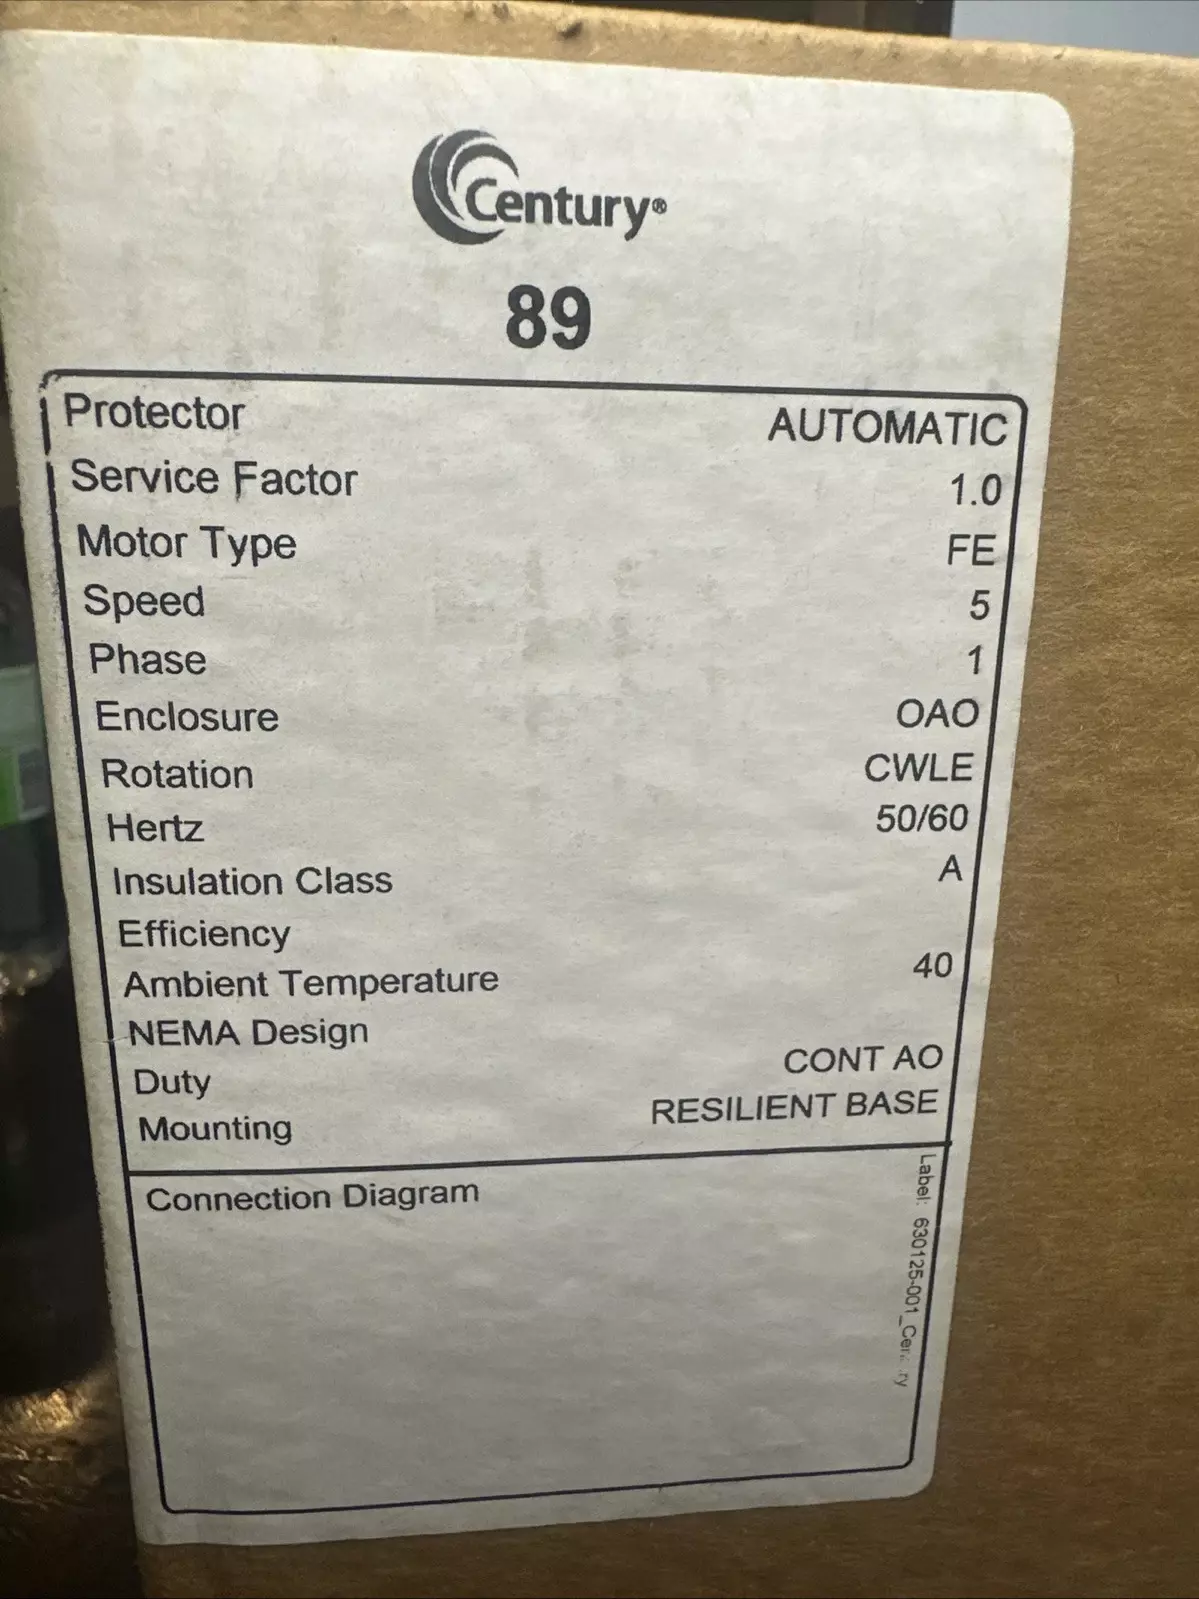 Century®
89
Protector AUTOMATIC
Service Factor 1.0
Motor Type FE
Speed 5
Phase 1
Enclosure OAO
Rotation CWLE
Hertz 50/60
Insulation Class A
Efficiency
Ambient Temperature 40
NEMA Design
Duty CONT AO
Mounting RESILIENT BASE
Connection Diagram
Label: 630125-001_